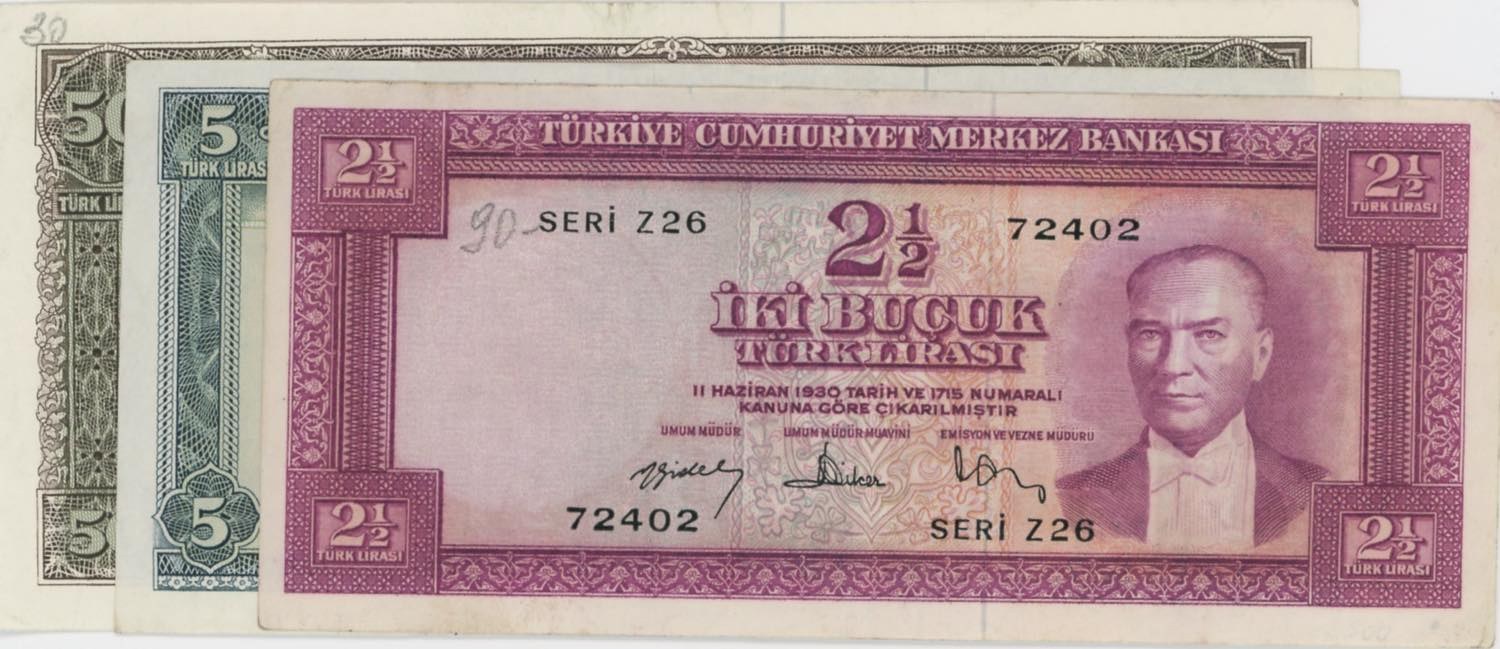 30
50
TÜRK Lİ
5
5
TÜRK LİRAS
5
TÜRKİYE CUMHURİYET MERKEZ BANKASI
2½
TÜRK LİRASI
2½
TÜRK LİRASI
90-
SERİ Z26
2½
72402
İKİ BUÇUK
TÜRK LİRASI
11 HAZİRAN 1930 TARİH VE 1715 NUMARALI
KANUNA GÖRE ÇIKARILMIŞTIR
UMUM MÜDÜR
UMUM MÜDÜR MUAVİNİ
EMİSYON VE VEZNE MÜDÜRÜ
72402
SERİ Z26
2½
TÜRK LİRASI
2½
TÜRK LİRASI